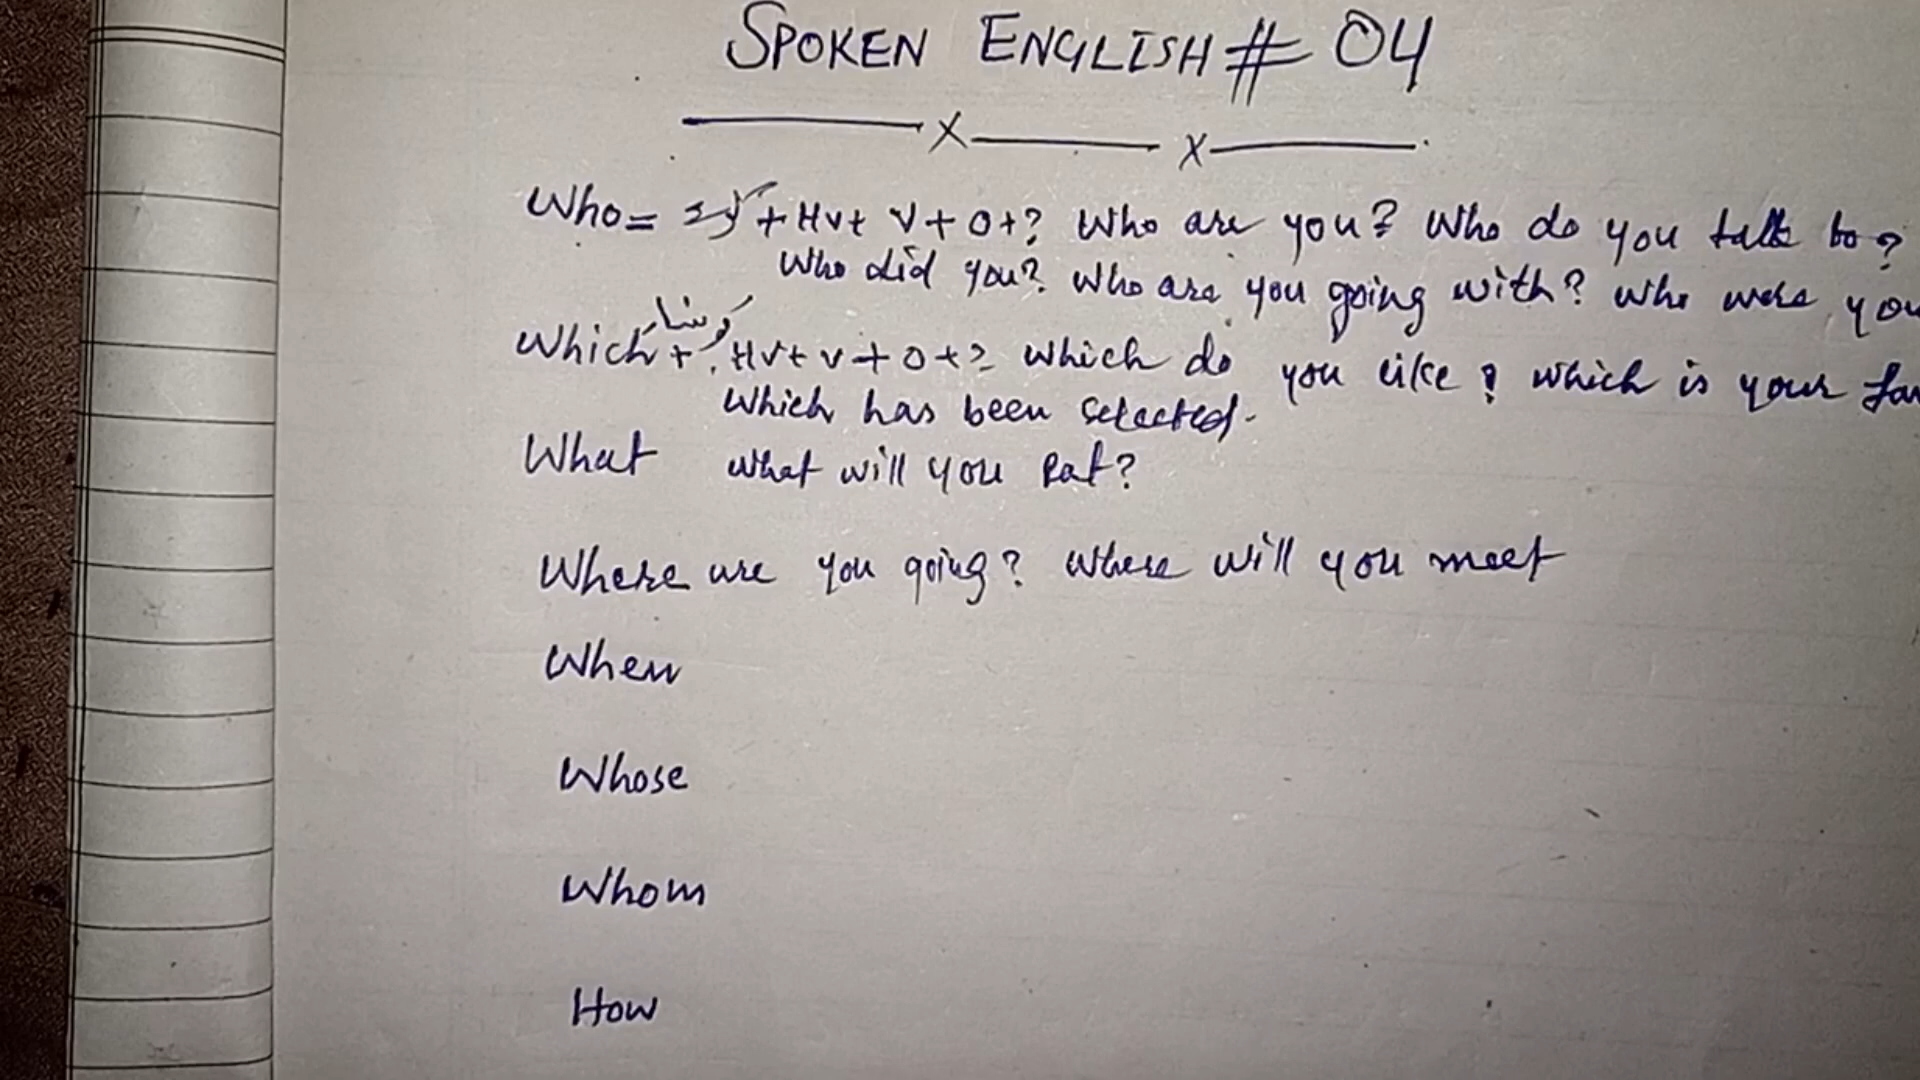 SPOKEN ENGLISH # 04
Who = کون + Hv+ V + O +? Who are you? Who do you talk to?
Who did you? Who are you going with? Who were you
کونسا
Which + Hv+ v + O +? which do you like? which is your
Which has been selected.
What what will you eat?
Where are you going? Where will you meet
When
Whose
Whom
How